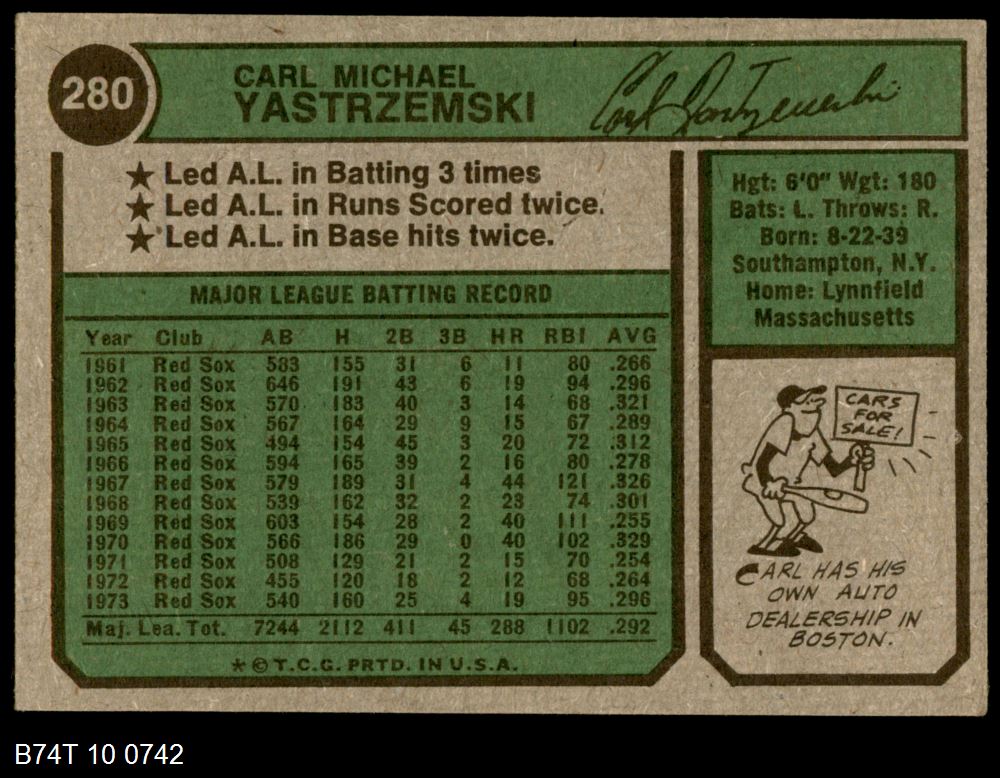 280
CARL MICHAEL
YASTRZEMSKI
Carl Yastrzemski
★ Led A.L. in Batting 3 times
★ Led A.L. in Runs Scored twice.
★ Led A.L. in Base hits twice.
Hgt: 6'0" Wgt: 180
Bats: L. Throws: R.
Born: 8-22-39
Southampton, N.Y.
Home: Lynnfield
Massachusetts
MAJOR LEAGUE BATTING RECORD
Year Club AB H 2B 3B HR RBI AVG
1961 Red Sox 583 155 31 6 11 80 .266
1962 Red Sox 646 191 43 6 19 94 .296
1963 Red Sox 570 183 40 3 14 68 .321
1964 Red Sox 567 164 29 9 15 67 .289
1965 Red Sox 494 154 45 3 20 72 .312
1966 Red Sox 594 165 39 2 16 80 .278
1967 Red Sox 579 189 31 4 44 121 .326
1968 Red Sox 539 162 32 2 23 74 .301
1969 Red Sox 603 154 28 2 40 111 .255
1970 Red Sox 566 186 29 0 40 102 .329
1971 Red Sox 508 129 21 2 15 70 .254
1972 Red Sox 455 120 18 2 12 68 .264
1973 Red Sox 540 160 25 4 19 95 .296
Maj. Lea. Tot. 7244 2112 411 45 288 1102 .292
*©T.C.G. PRTD. IN U.S.A.
CARS
FOR
SALE!
CARL HAS HIS
OWN AUTO
DEALERSHIP IN
BOSTON.
B74T 10 0742